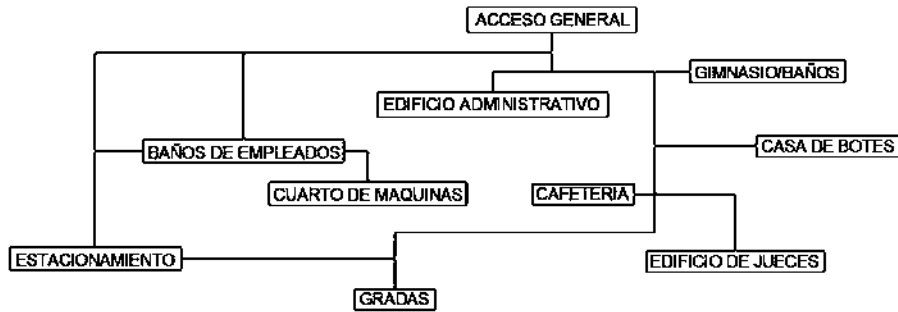 ACCESO GENERAL
GIMNASIO/BAÑOS
EDIFICIO ADMINISTRATIVO
BAÑOS DE EMPLEADOS
CASA DE BOTES
CUARTO DE MAQUINAS
CAFETERIA
ESTACIONAMIENTO
EDIFICIO DE JUECES
GRADAS